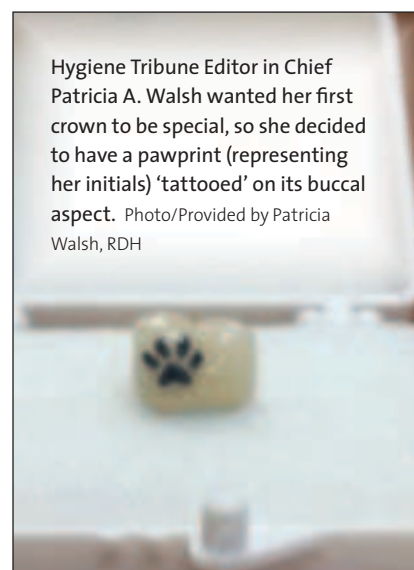 Hygiene Tribune Editor in Chief
Patricia A. Walsh wanted her first
crown to be special, so she decided
to have a pawprint (representing
her initials) ‘tattooed’ on its buccal
aspect. Photo/Provided by Patricia
Walsh, RDH